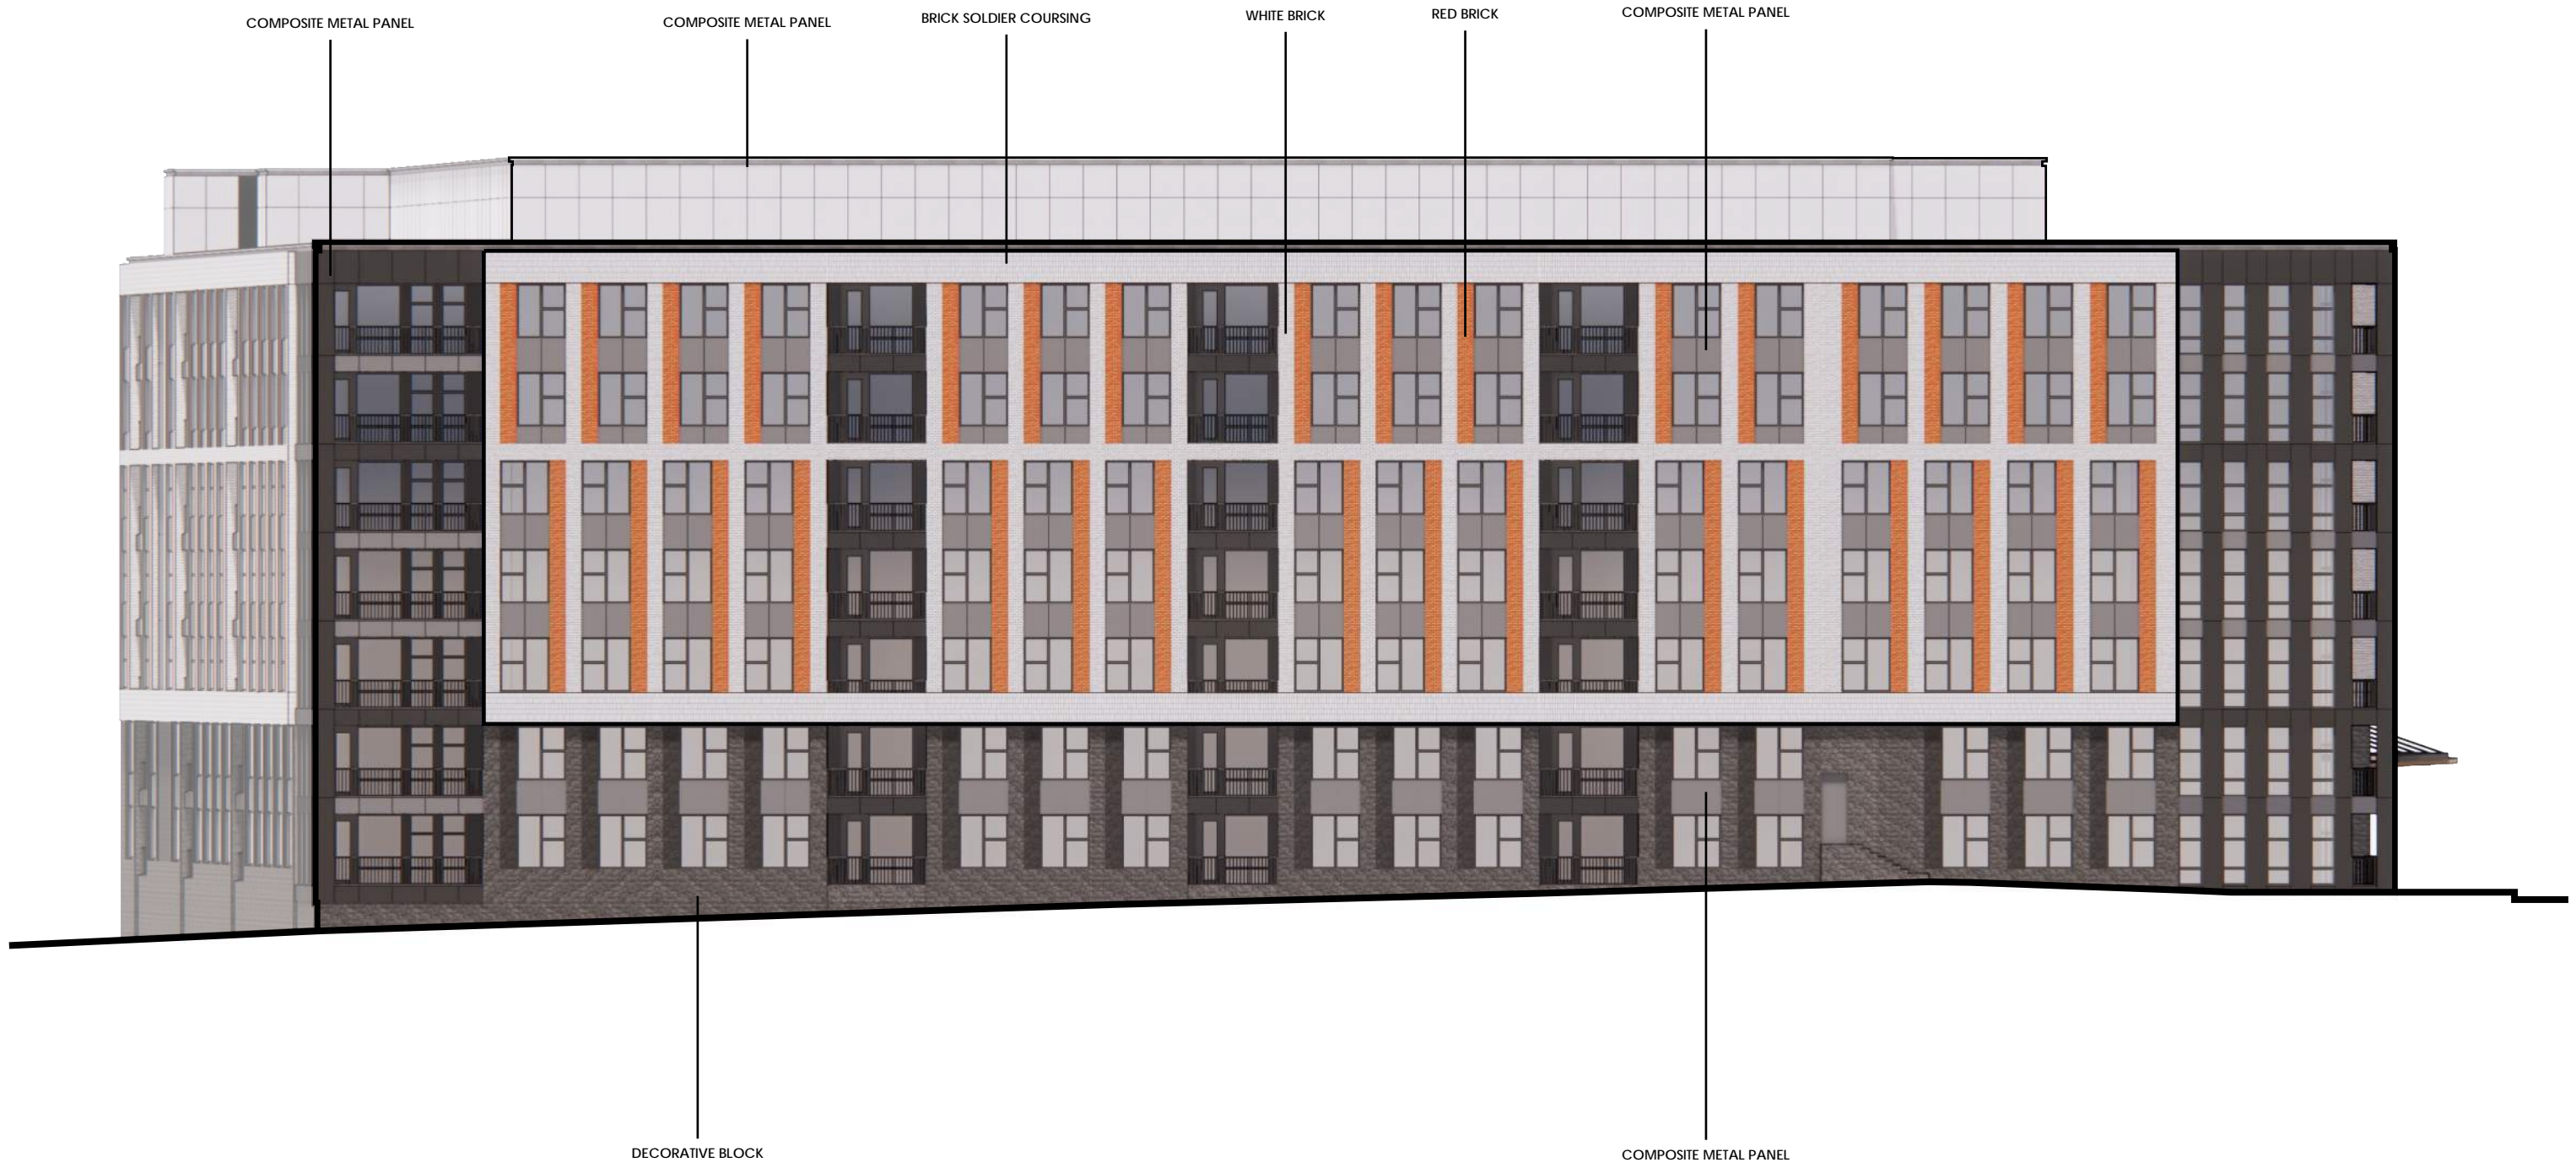 COMPOSITE METAL PANEL
COMPOSITE METAL PANEL
BRICK SOLDIER COURSING
WHITE BRICK
RED BRICK
COMPOSITE METAL PANEL
DECORATIVE BLOCK
COMPOSITE METAL PANEL